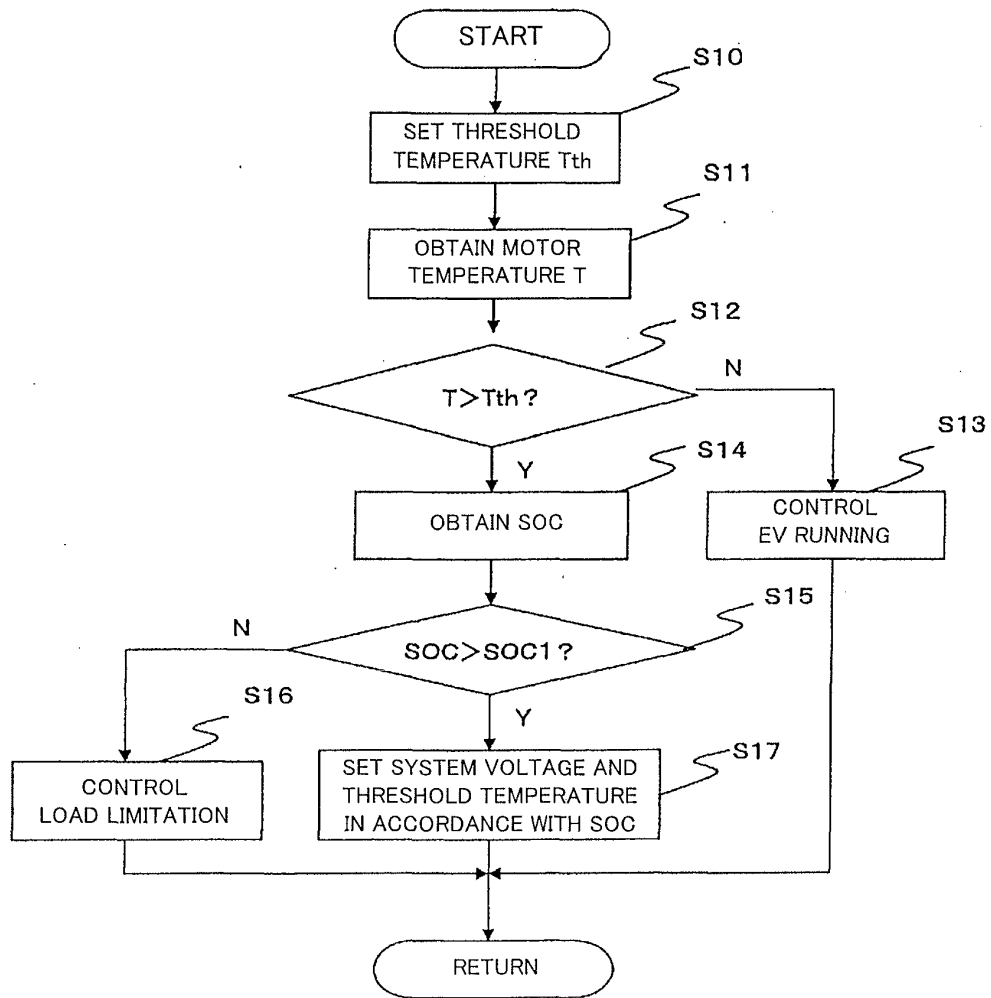 START
S10
SET THRESHOLD
TEMPERATURE Tth
S11
OBTAIN MOTOR
TEMPERATURE T
S12
T>Tth?
N
S13
CONTROL
EV RUNNING
Y
S14
OBTAIN SOC
S15
SOC>SOC1?
N
S16
CONTROL
LOAD LIMITATION
Y
S17
SET SYSTEM VOLTAGE AND
THRESHOLD TEMPERATURE
IN ACCORDANCE WITH SOC
RETURN